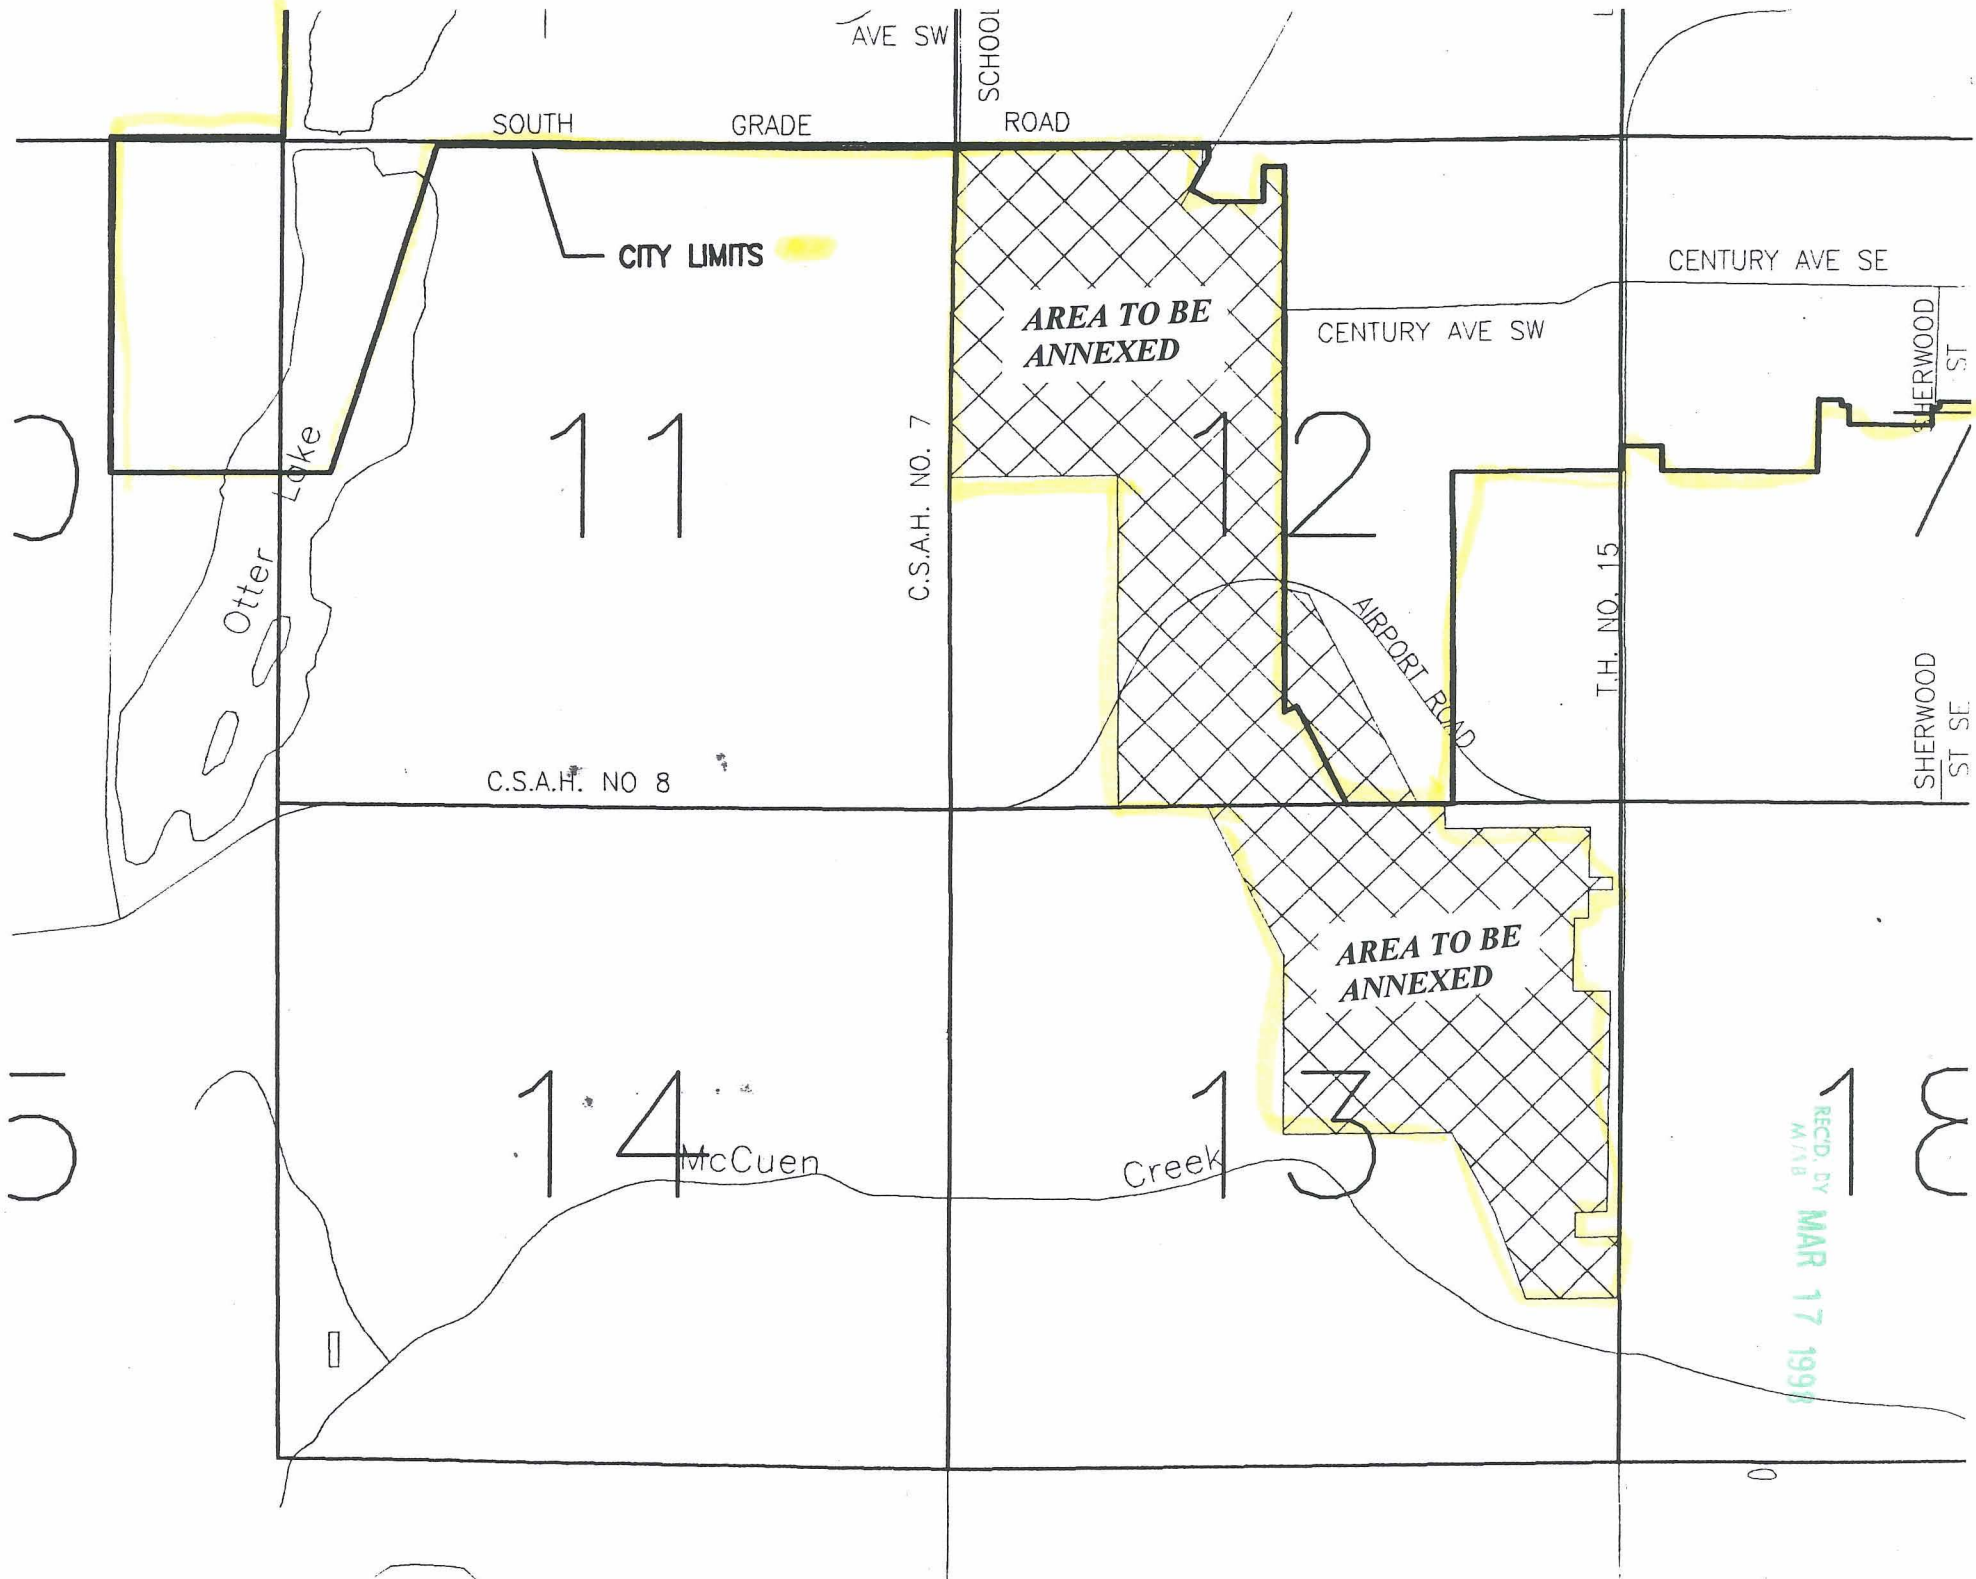 AVE SW
SCHOOL
SOUTH GRADE ROAD
CITY LIMITS
AREA TO BE
ANNEXED
CENTURY AVE SE
CENTURY AVE SW
SHERWOOD
ST
11
12
7
C.S.A.H. NO. 7
Otter Lake
T.H. NO. 15
AIRPORT ROAD
SHERWOOD
ST SE
C.S.A.H. NO 8
AREA TO BE
ANNEXED
14
13
18
McCuen Creek
REC'D. BY
MAR 17 1998